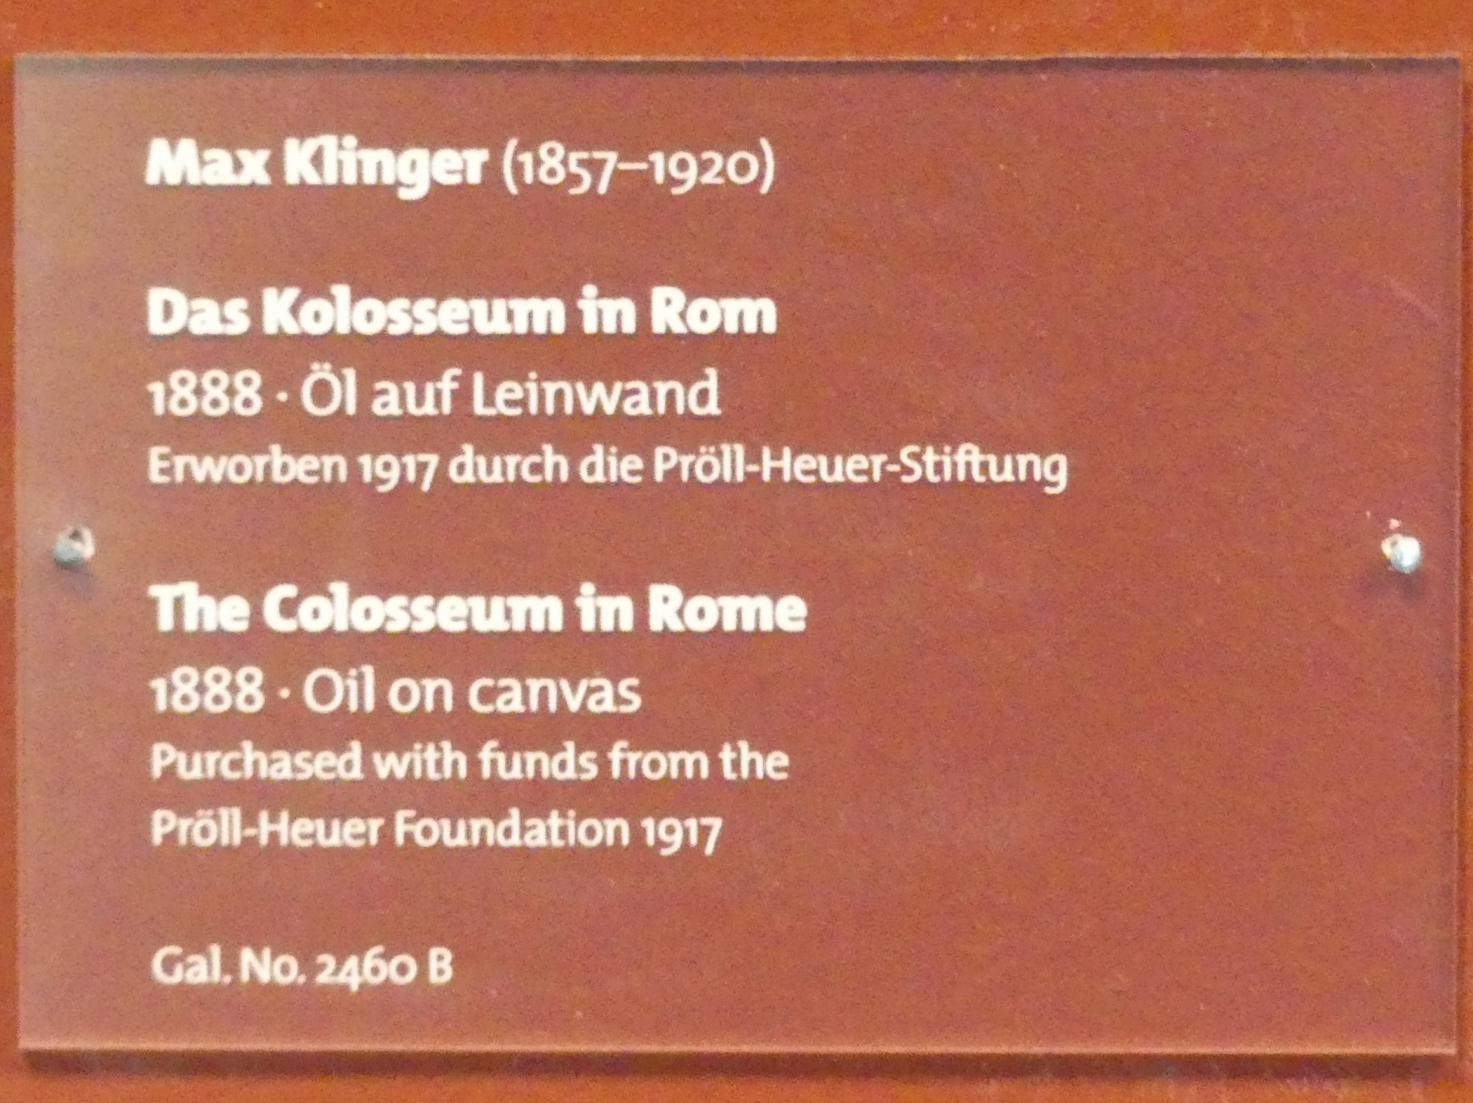 Max Klinger (1857–1920)
Das Kolosseum in Rom
1888 · Öl auf Leinwand
Erworben 1917 durch die Pröll-Heuer-Stiftung
The Colosseum in Rome
1888 · Oil on canvas
Purchased with funds from the
Pröll-Heuer Foundation 1917
Gal. No. 2460 B